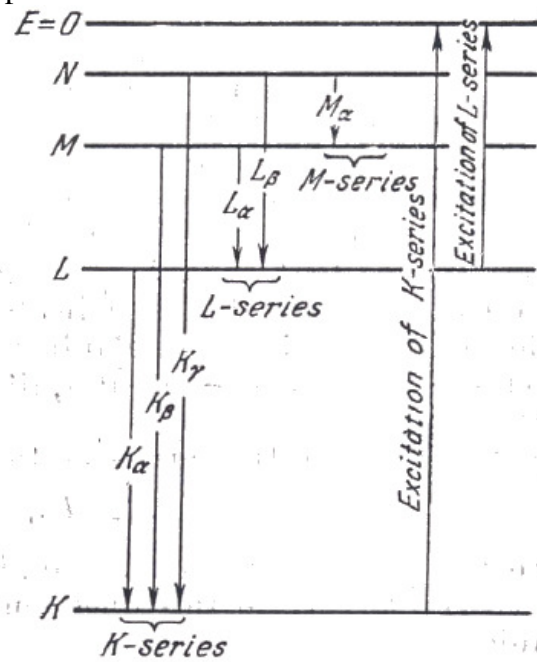 E=0
N
M
L
K
Mα
M-series
Lα
Lβ
L-series
Kα
Kβ
Kγ
K-series
Excitation of K-series
Excitation of L-series